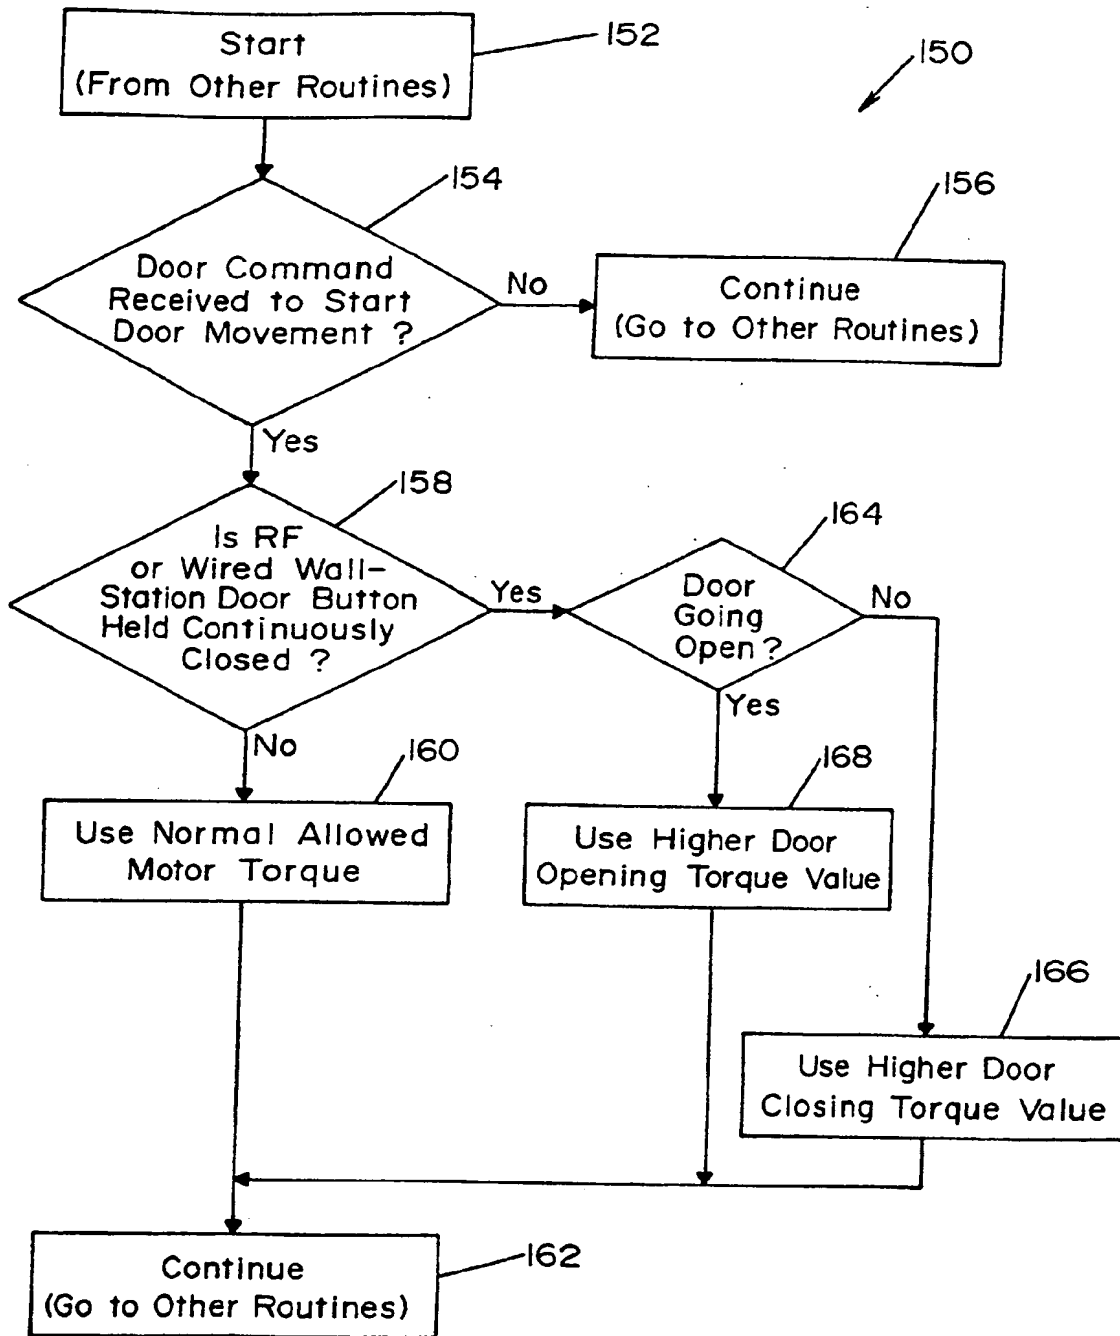 Start
(From Other Routines)
152
150
154
Door Command
Received to Start
Door Movement ?
No
156
Continue
(Go to Other Routines)
Yes
158
Is RF
or Wired Wall-
Station Door Button
Held Continuously
Closed ?
Yes
164
Door
Going
Open ?
No
Yes
No
160
Use Normal Allowed
Motor Torque
168
Use Higher Door
Opening Torque Value
166
Use Higher Door
Closing Torque Value
Continue
(Go to Other Routines)
162